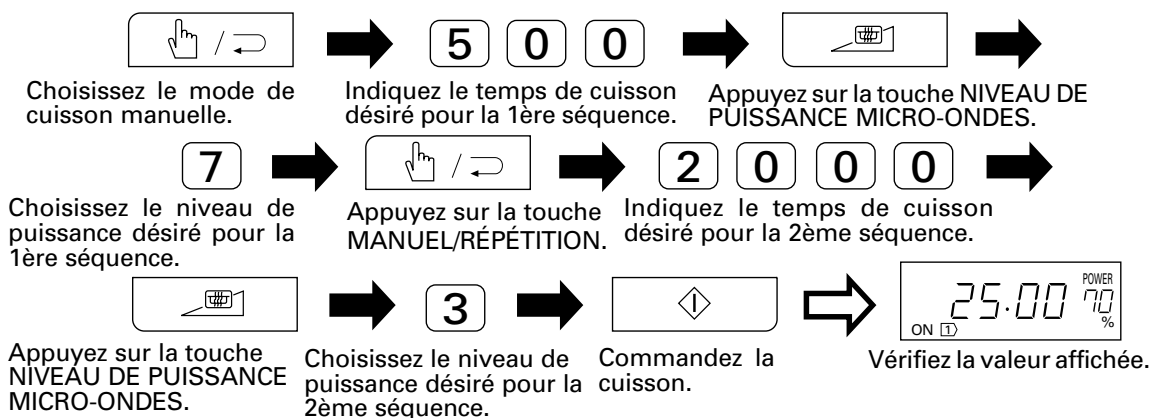 5 0 0
Choisissez le mode de
cuisson manuelle.
Indiquez le temps de cuisson
désiré pour la 1ère séquence.
Appuyez sur la touche NIVEAU DE
PUISSANCE MICRO-ONDES.
7
2 0 0 0
Choisissez le niveau de
puissance désiré pour la
1ère séquence.
Appuyez sur la touche
MANUEL/RÉPÉTITION.
Indiquez le temps de cuisson
désiré pour la 2ème séquence.
3
25.00 POWER
70
%
ON 1
Appuyez sur la touche
NIVEAU DE PUISSANCE
MICRO-ONDES.
Choisissez le niveau de
puissance désiré pour la
2ème séquence.
Commandez la
cuisson.
Vérifiez la valeur affichée.